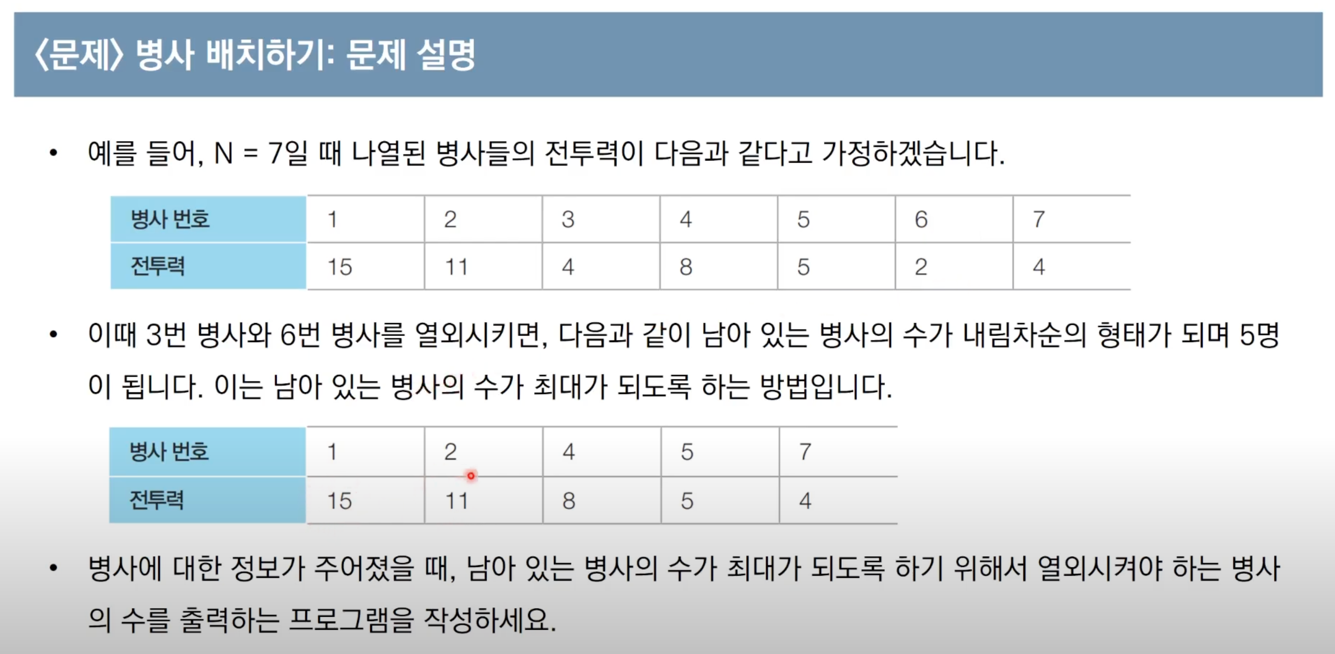 〈문제〉 병사 배치하기: 문제 설명
• 예를 들어, N = 7일 때 나열된 병사들의 전투력이 다음과 같다고 가정하겠습니다.
병사 번호 1 2 3 4 5 6 7
전투력 15 11 4 8 5 2 4
• 이때 3번 병사와 6번 병사를 열외시키면, 다음과 같이 남아 있는 병사의 수가 내림차순의 형태가 되며 5명
이 됩니다. 이는 남아 있는 병사의 수가 최대가 되도록 하는 방법입니다.
병사 번호 1 2 4 5 7
전투력 15 11 8 5 4
• 병사에 대한 정보가 주어졌을 때, 남아 있는 병사의 수가 최대가 되도록 하기 위해서 열외시켜야 하는 병사
의 수를 출력하는 프로그램을 작성하세요.